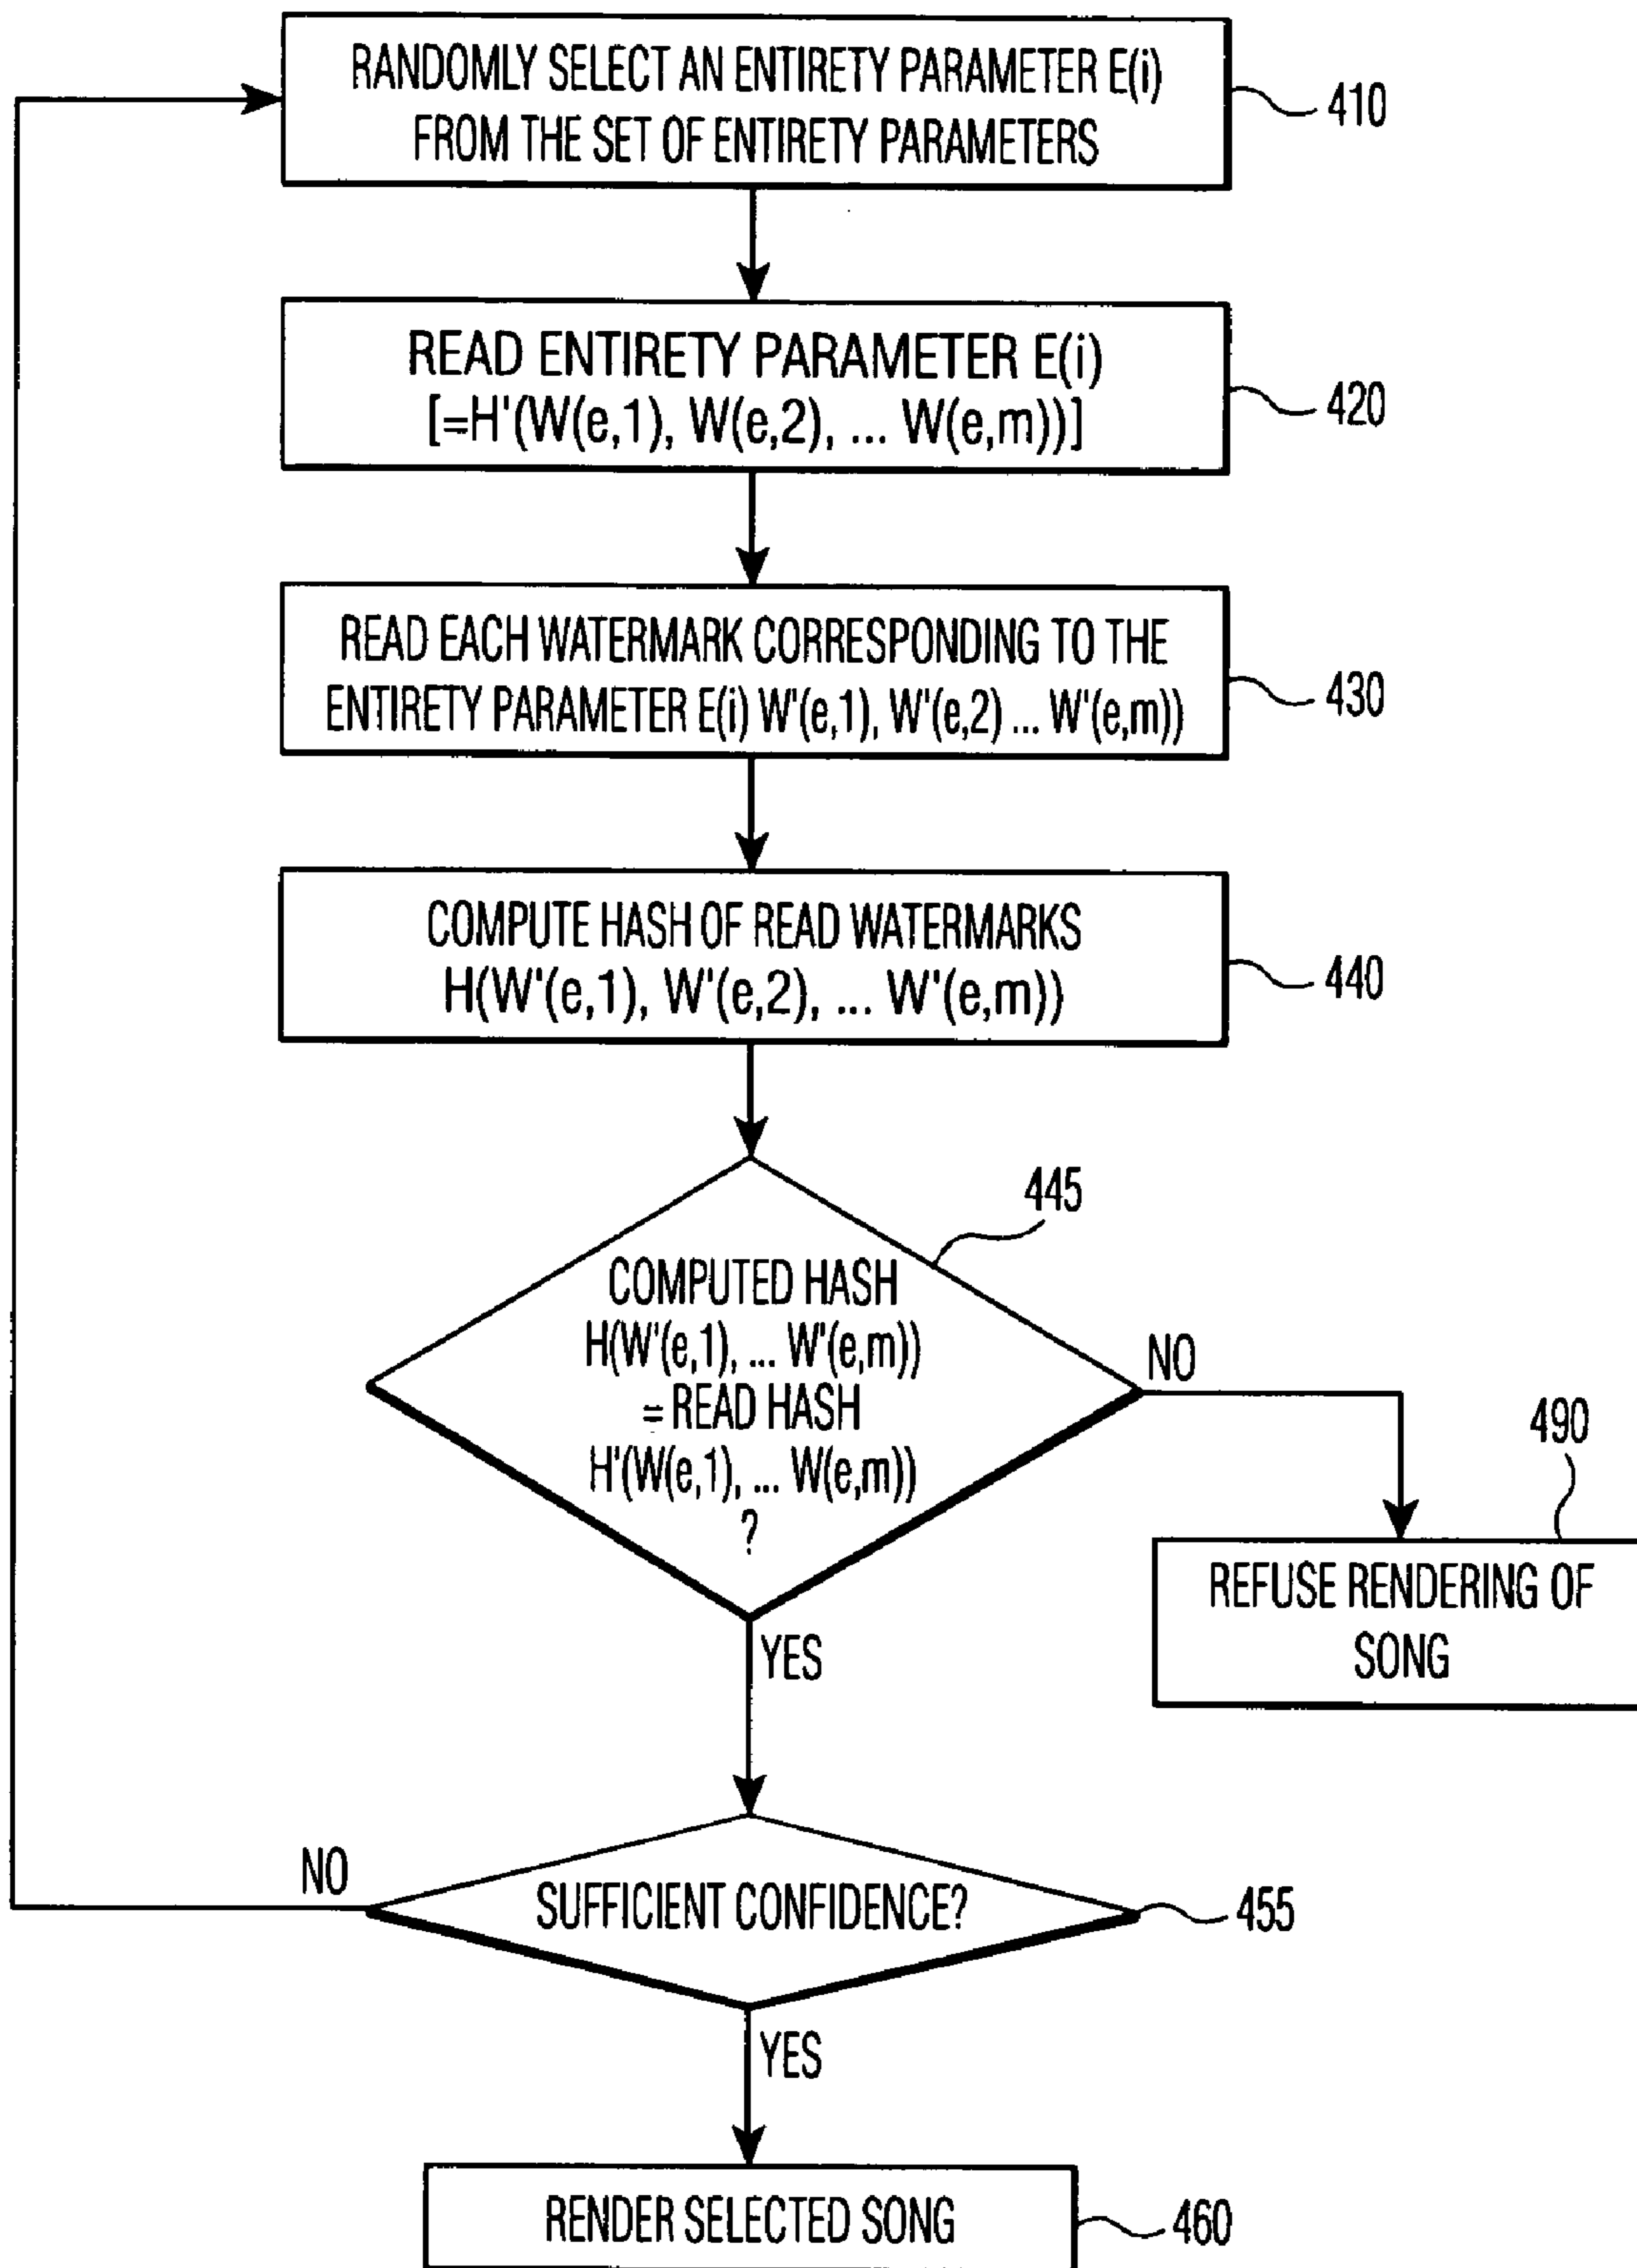 RANDOMLY SELECT AN ENTIRETY PARAMETER E(i)
FROM THE SET OF ENTIRETY PARAMETERS
410
READ ENTIRETY PARAMETER E(i)
[=H'(W(e,1), W(e,2), ... W(e,m))]
420
READ EACH WATERMARK CORRESPONDING TO THE
ENTIRETY PARAMETER E(i) W'(e,1), W'(e,2) ... W'(e,m))
430
COMPUTE HASH OF READ WATERMARKS
H(W'(e,1), W'(e,2), ... W'(e,m))
440
445
COMPUTED HASH
H(W'(e,1), ... W'(e,m))
= READ HASH
H'(W(e,1), ... W(e,m))
?
NO
490
REFUSE RENDERING OF
SONG
YES
NO
SUFFICIENT CONFIDENCE?
455
YES
RENDER SELECTED SONG
460